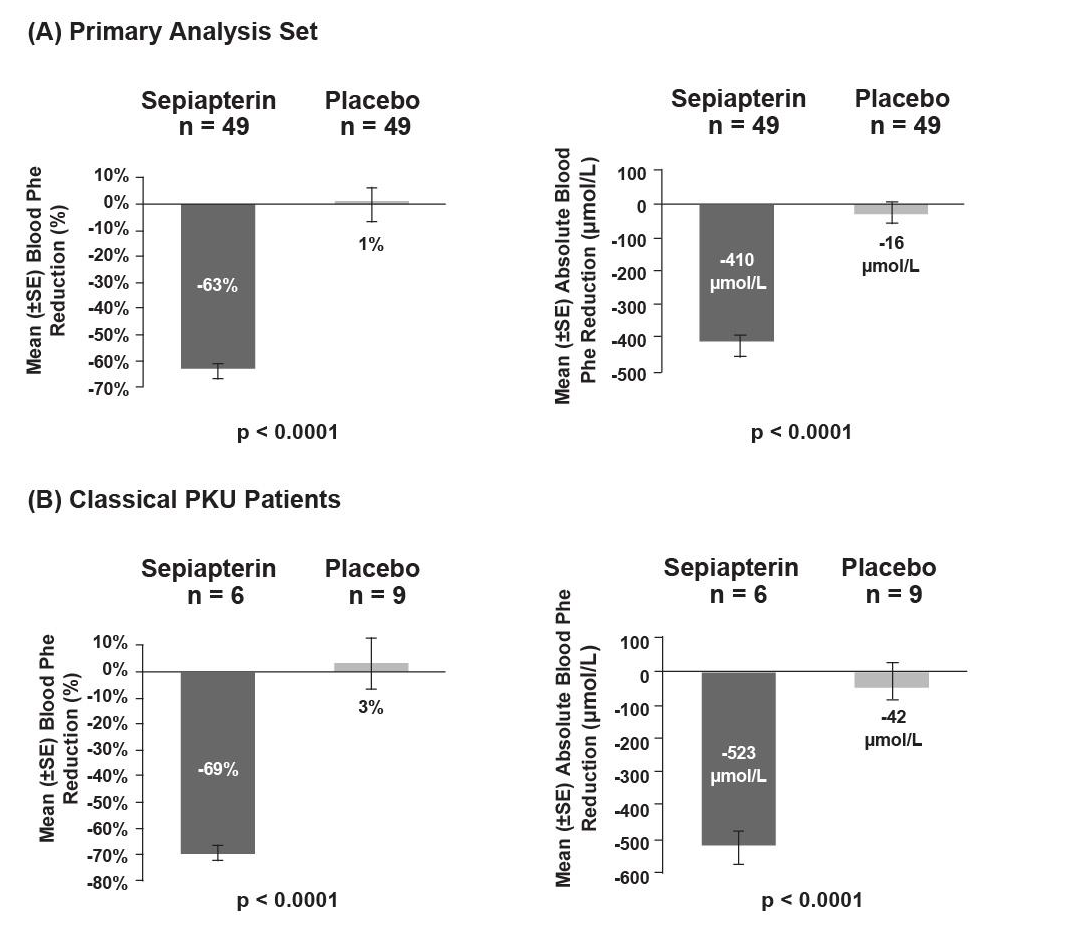 (A) Primary Analysis Set
Sepiapterin
n = 49
Placebo
n = 49
Mean (±SE) Blood Phe
Reduction (%)
10%
0%
-10%
-20%
-30%
-40%
-50%
-60%
-70%
-63%
1%
p < 0.0001
Sepiapterin
n = 49
Placebo
n = 49
Mean (±SE) Absolute Blood
Phe Reduction (µmol/L)
100
0
-100
-200
-300
-400
-500
-410
µmol/L
-16
µmol/L
p < 0.0001
(B) Classical PKU Patients
Sepiapterin
n = 6
Placebo
n = 9
Mean (±SE) Blood Phe
Reduction (%)
10%
0%
-10%
-20%
-30%
-40%
-50%
-60%
-70%
-80%
-69%
3%
p < 0.0001
Sepiapterin
n = 6
Placebo
n = 9
Mean (±SE) Absolute Blood Phe
Reduction (µmol/L)
100
0
-100
-200
-300
-400
-500
-600
-523
µmol/L
-42
µmol/L
p < 0.0001